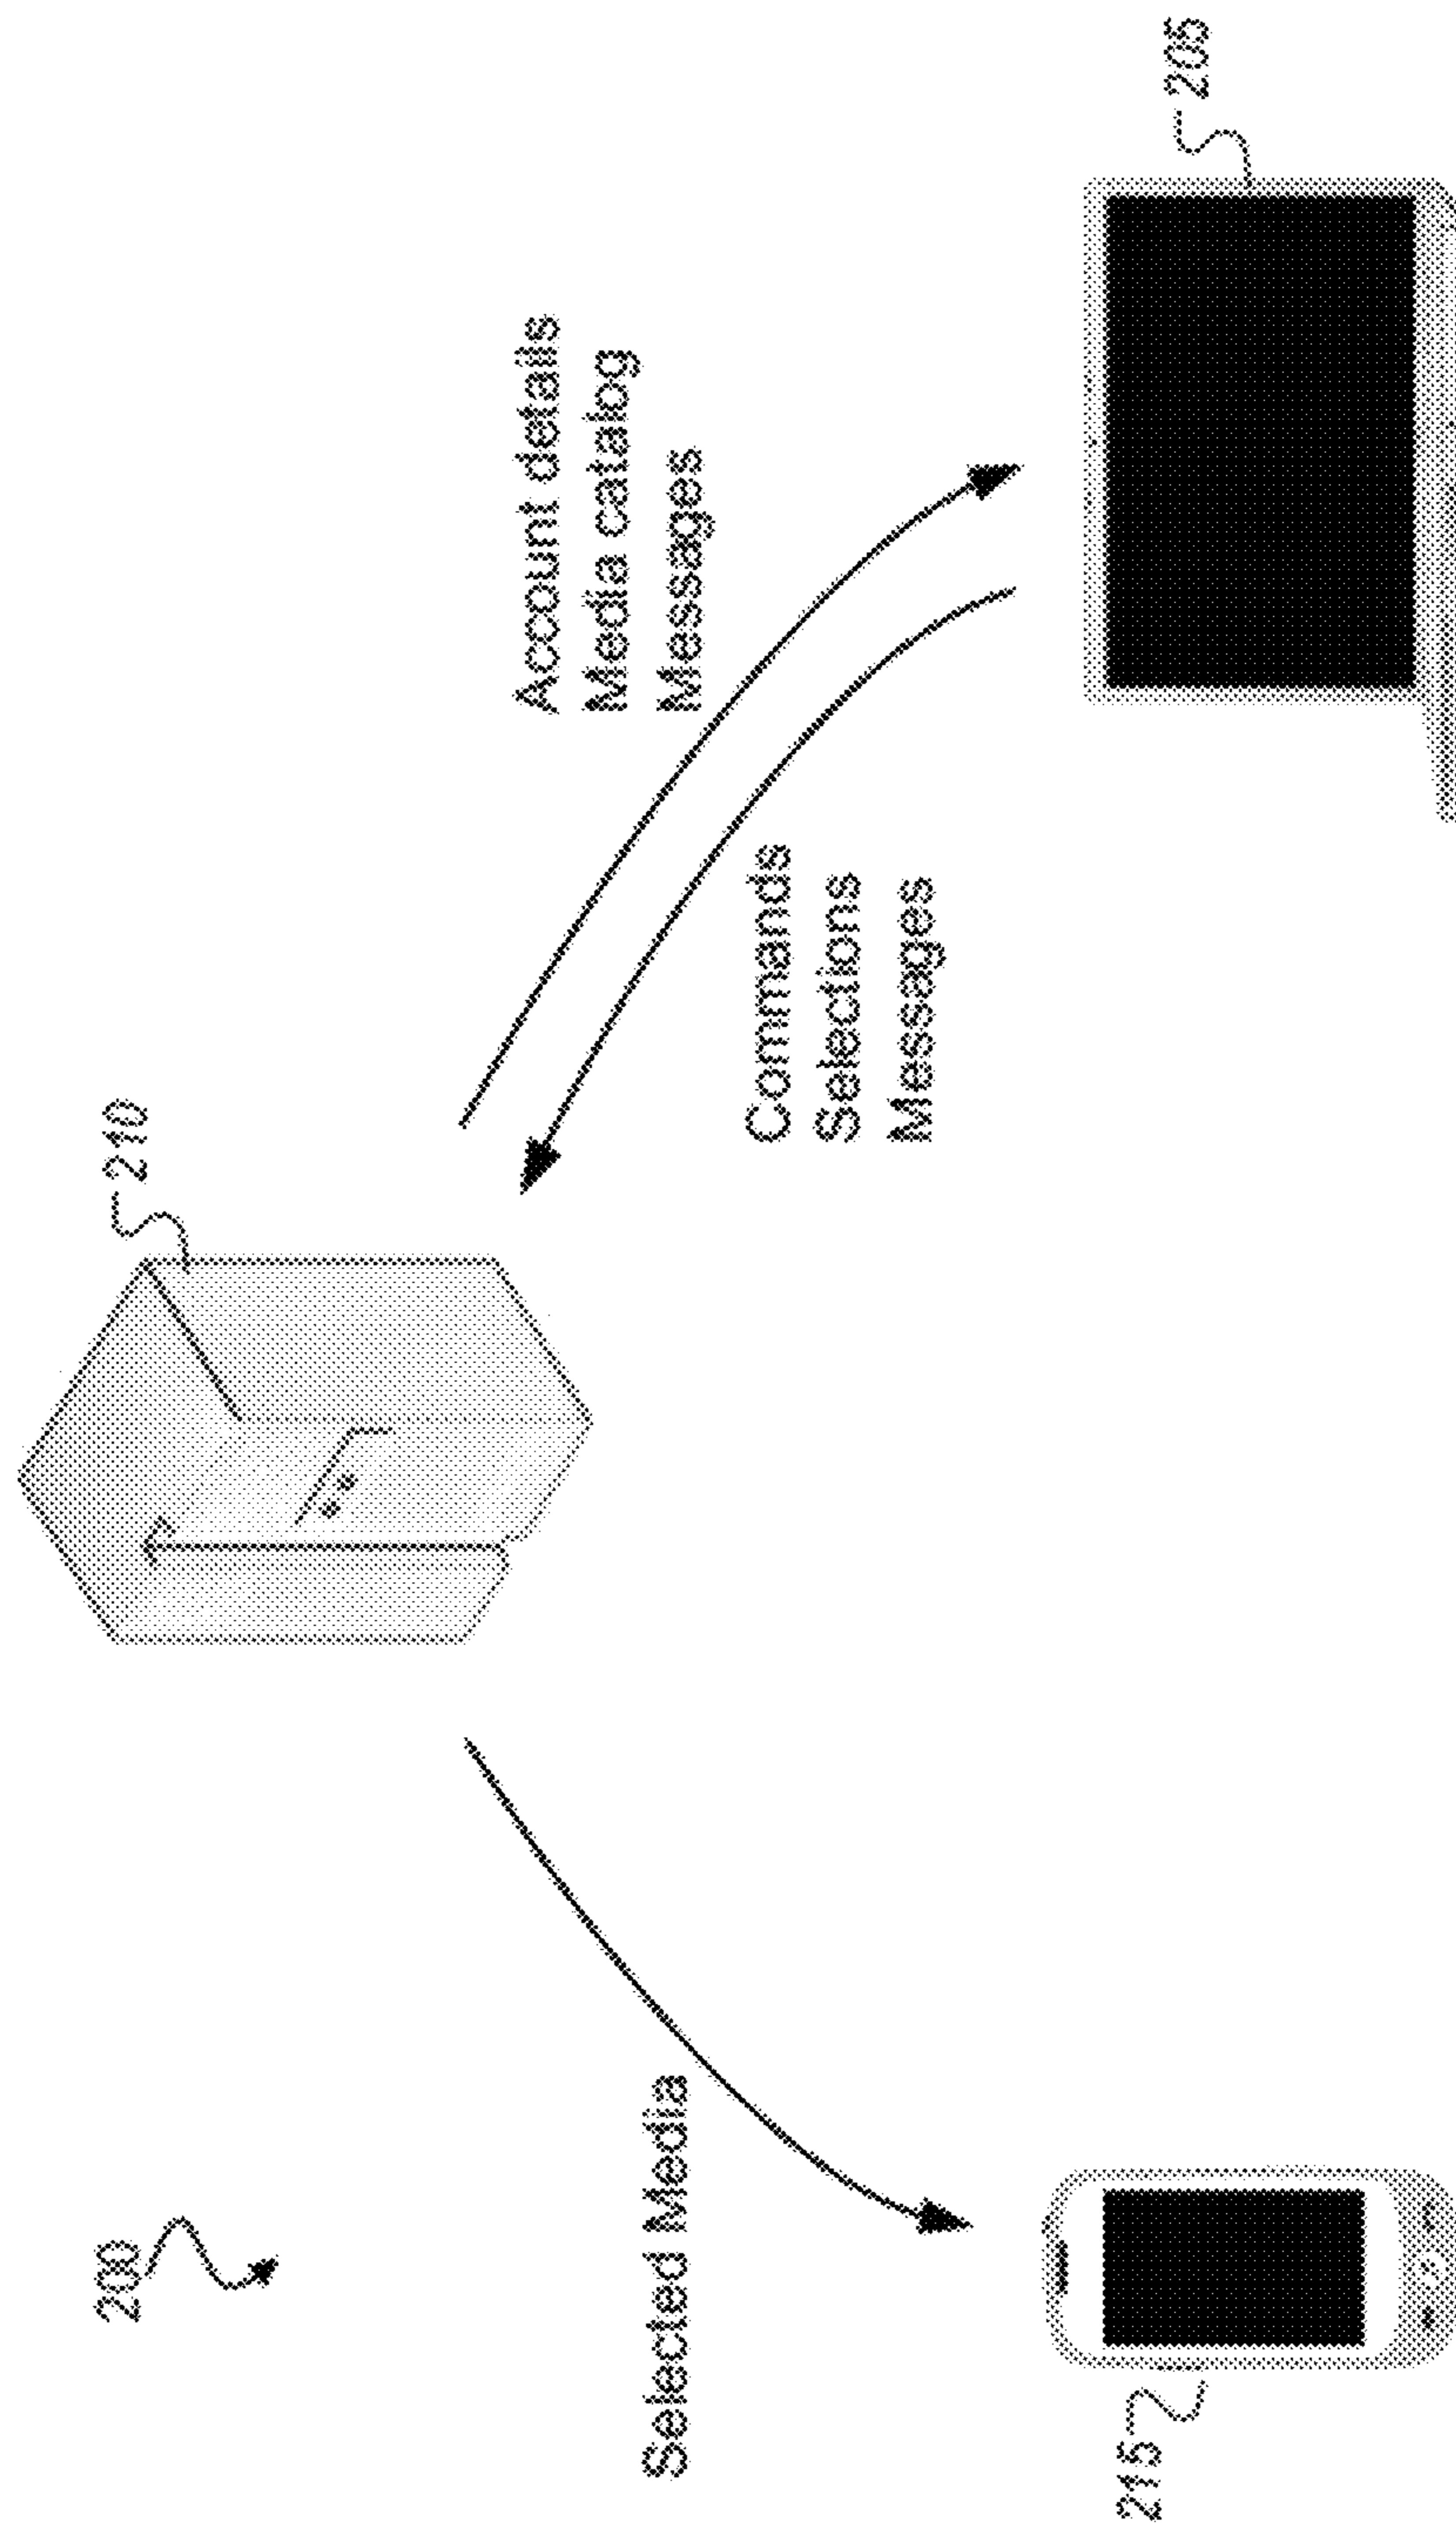 200
210
Account details
Media catalog
Messages
Selected Media
Commands
Selections
Messages
215
205